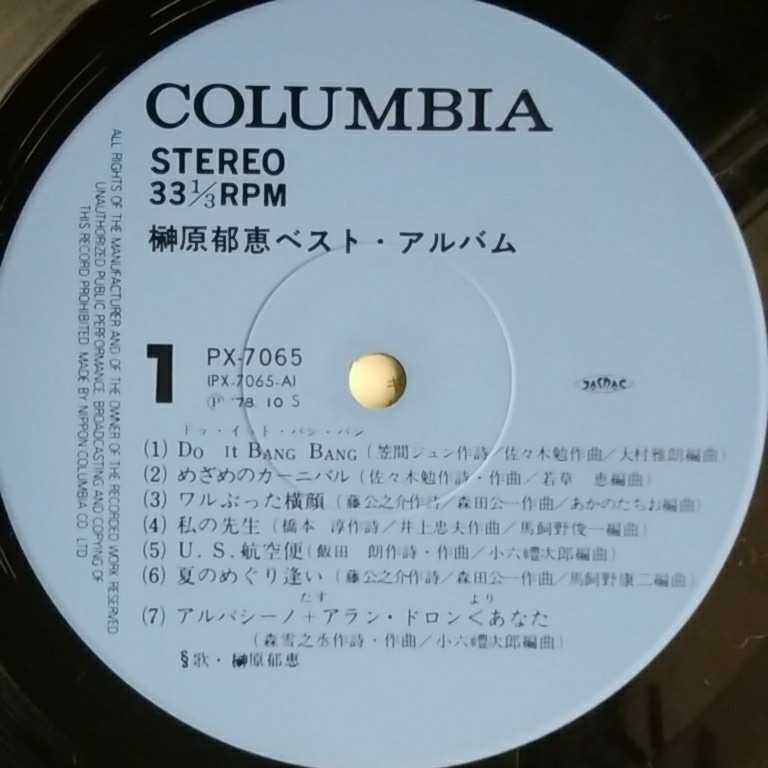 COLUMBIA
STEREO
33 1/3 RPM
榊原郁恵ベスト・アルバム
1
PX-7065
(PX-7065-A)
Ⓟ '78. 10 S
JASRAC
ドゥ・イット・バン・バン
(1) DO IT BANG BANG (笠間ジュン作詩/佐々木勉作曲/大村雅朗編曲)
(2) めざめのカーニバル (佐々木勉作詩・作曲/若草 恵編曲)
(3) ワルぶった横顔 (藤公之介作詩/森田公一作曲/あかのたちお編曲)
(4) 私の先生 (橋本 淳作詩/井上忠夫作曲/馬飼野俊一編曲)
(5) U.S.航空便 (飯田 朗作詩・作曲/小六禮次郎編曲)
(6) 夏のめぐり逢い (藤公之介作詩/森田公一作曲/馬飼野康二編曲)
たす より
(7) アルパシーノ+アラン・ドロン<あなた
(森雪之丞作詩・作曲/小六禮次郎編曲)
§歌・榊原郁恵
ALL RIGHTS OF THE MANUFACTURER AND OF THE OWNER OF THE RECORDED WORK RESERVED
UNAUTHORIZED PUBLIC PERFORMANCE, BROADCASTING AND COPYING OF
THIS RECORD PROHIBITED. MADE BY NIPPON COLUMBIA CO. LTD